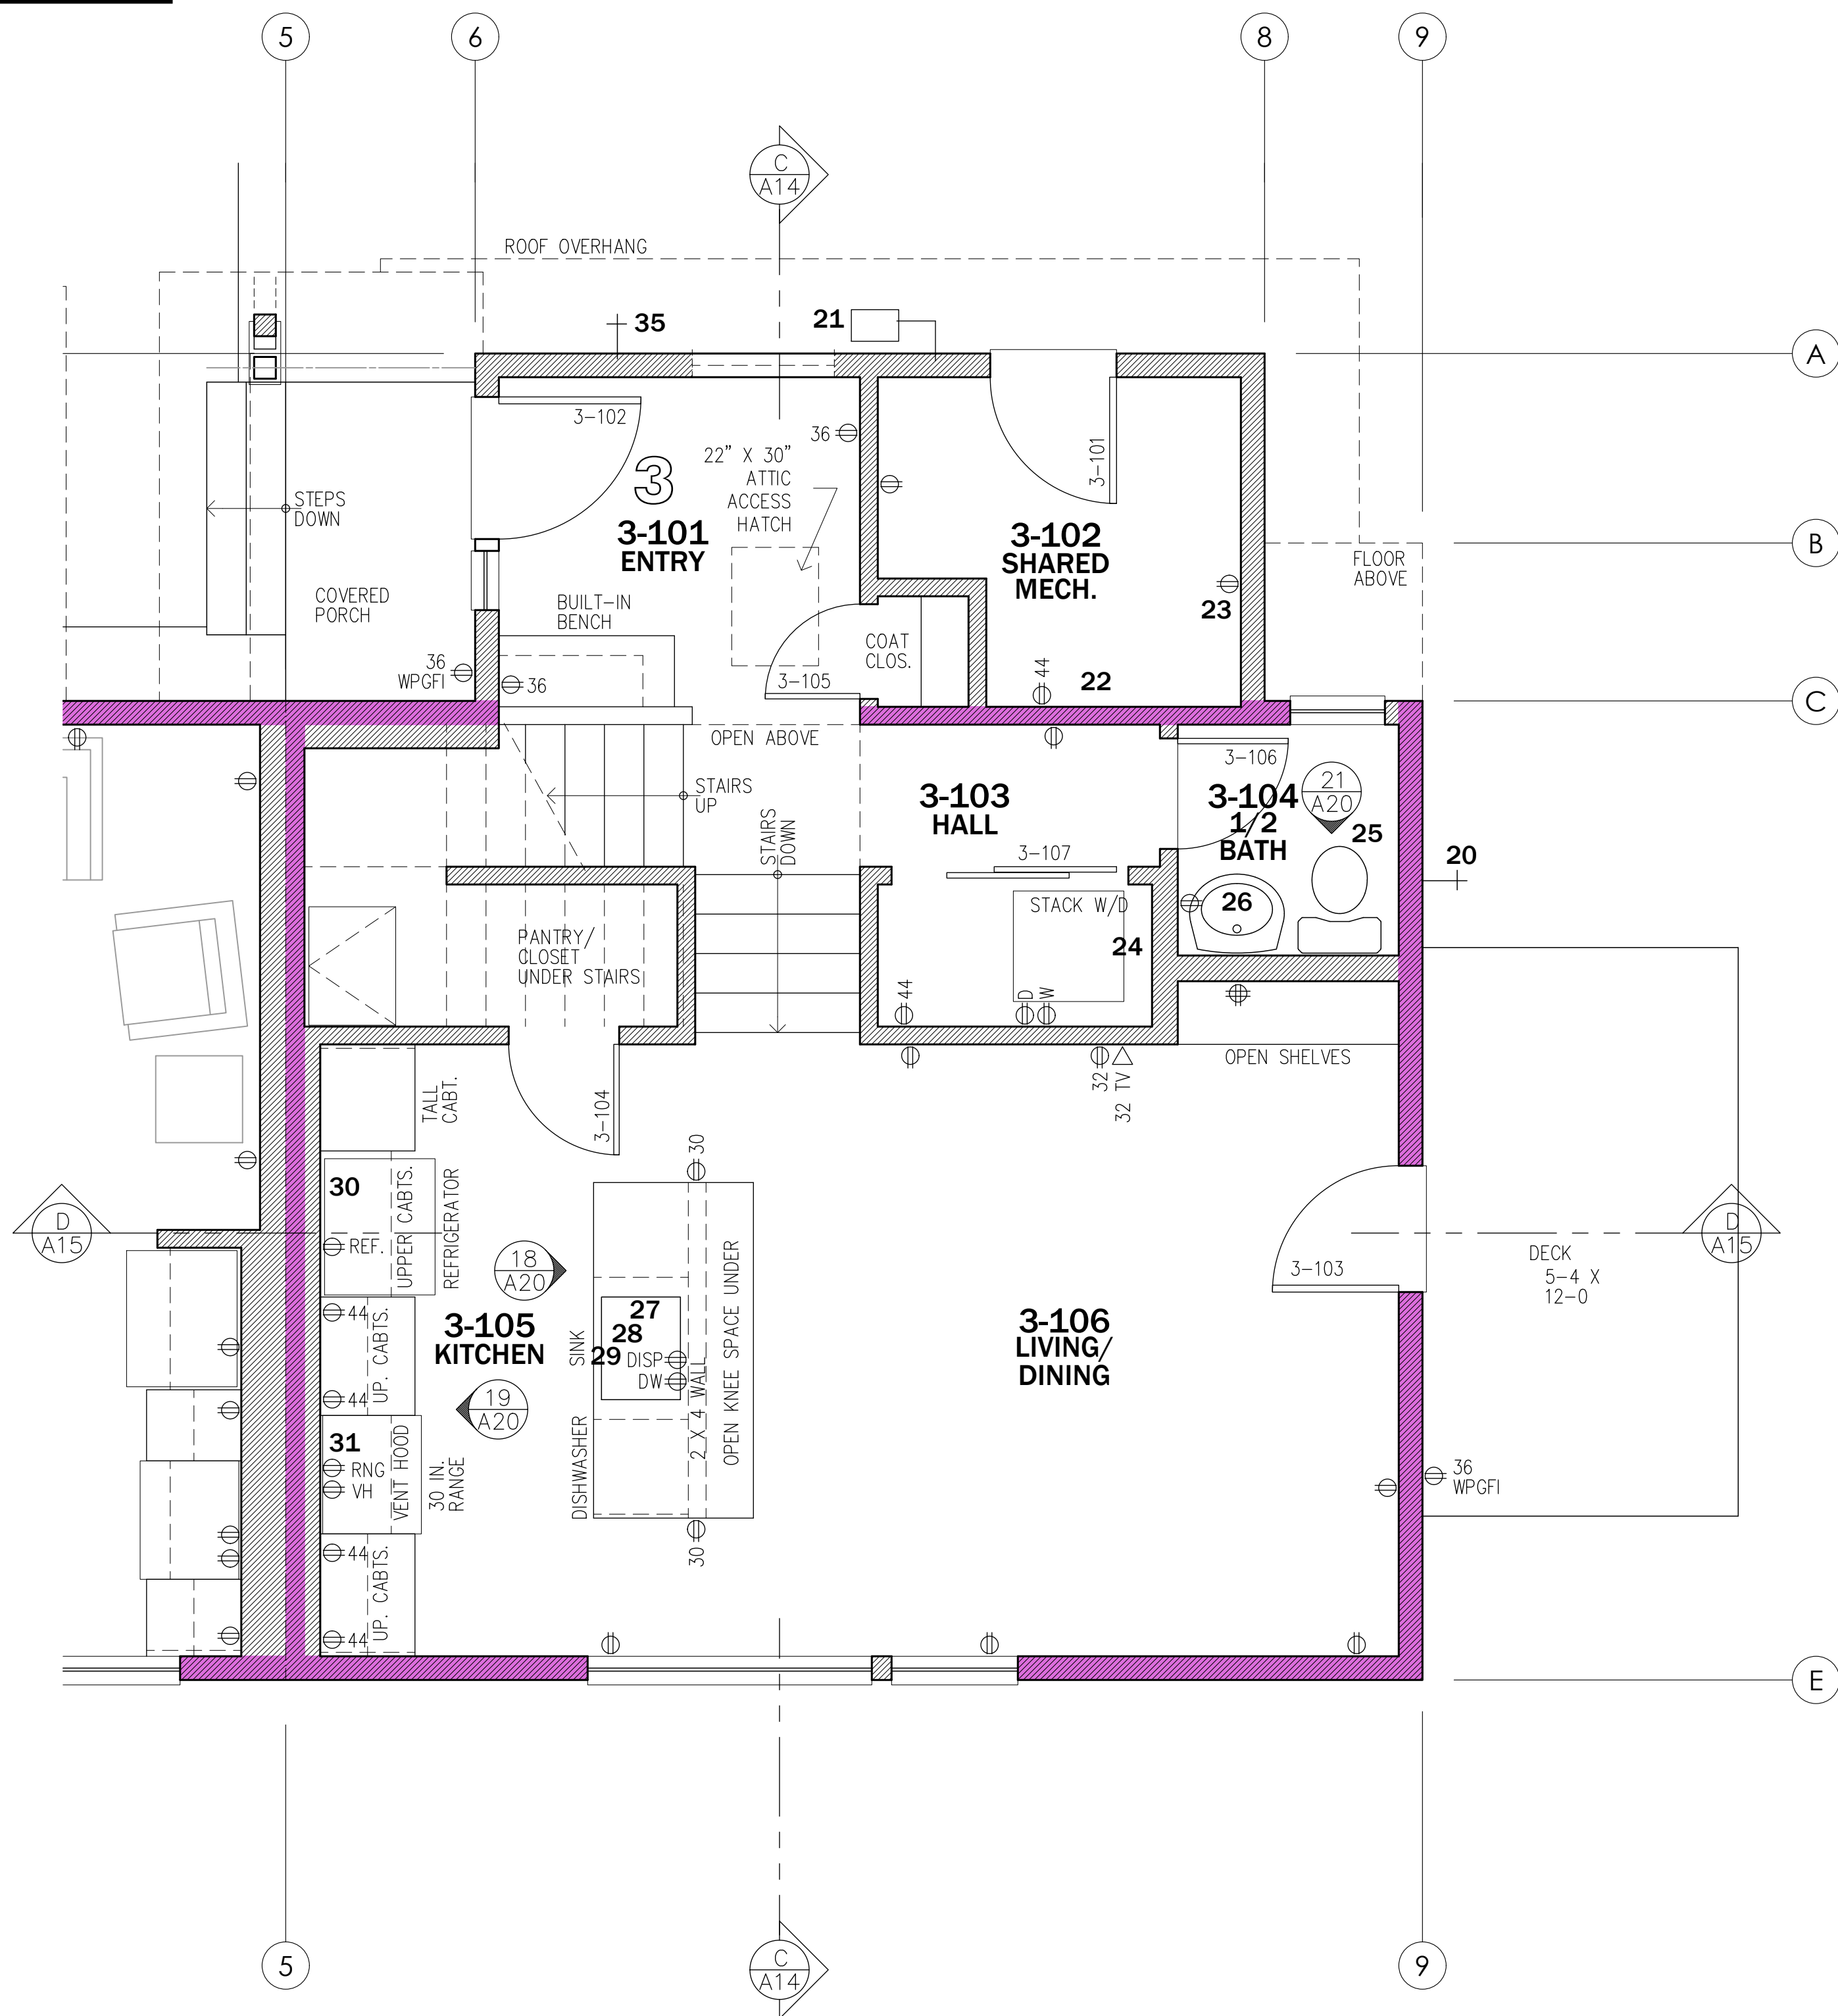 5
6
8
9
C
A14
ROOF OVERHANG
35
21
A
3-102
36
22" X 30"
ATTIC
ACCESS
HATCH
3-101
3
3-101
ENTRY
STEPS
DOWN
3-102
SHARED
MECH.
B
FLOOR
ABOVE
COVERED
PORCH
BUILT-IN
BENCH
23
COAT
CLOS.
36
WPGFI
36
3-105
44
22
C
OPEN ABOVE
3-106
STAIRS
UP
STAIRS
DOWN
3-103
HALL
3-104
1/2
BATH
21
A20
25
3-107
20
STACK W/D
26
24
PANTRY/
CLOSET
UNDER STAIRS
44
D
W
OPEN SHELVES
TALL
CABT.
3-104
32
32 TV
30
30
UPPER CABTS.
REFRIGERATOR
REF.
D
A15
D
A15
18
A20
OPEN KNEE SPACE UNDER
DECK
5-4 X
12-0
3-103
44
UP. CABTS.
3-105
KITCHEN
SINK
27
28
29
DISP
DW
2 X 4 WALL
3-106
LIVING/
DINING
44
19
A20
31
RNG
VH
VENT HOOD
30 IN.
RANGE
DISHWASHER
36
WPGFI
44
UP. CABTS.
30
44
E
5
C
A14
9